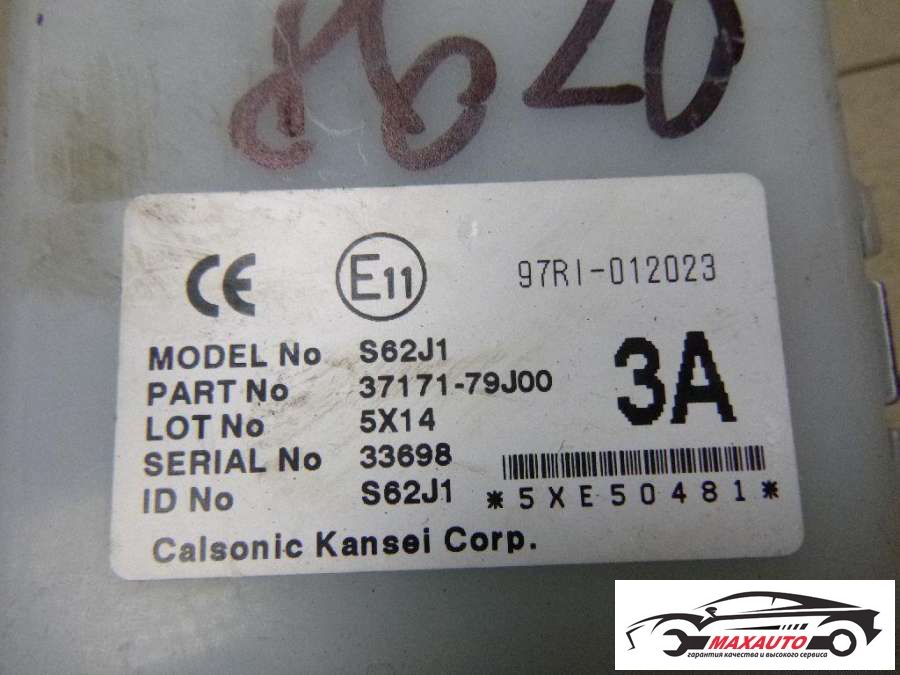 CE
E11
97RI-012023
MODEL No S62J1
PART No 37171-79J00
LOT No 5X14
SERIAL No 33698
ID No S62J1
3A
*5XE50481*
Calsonic Kansei Corp.
MAXAUTO
гарантия качества и высокого сервиса